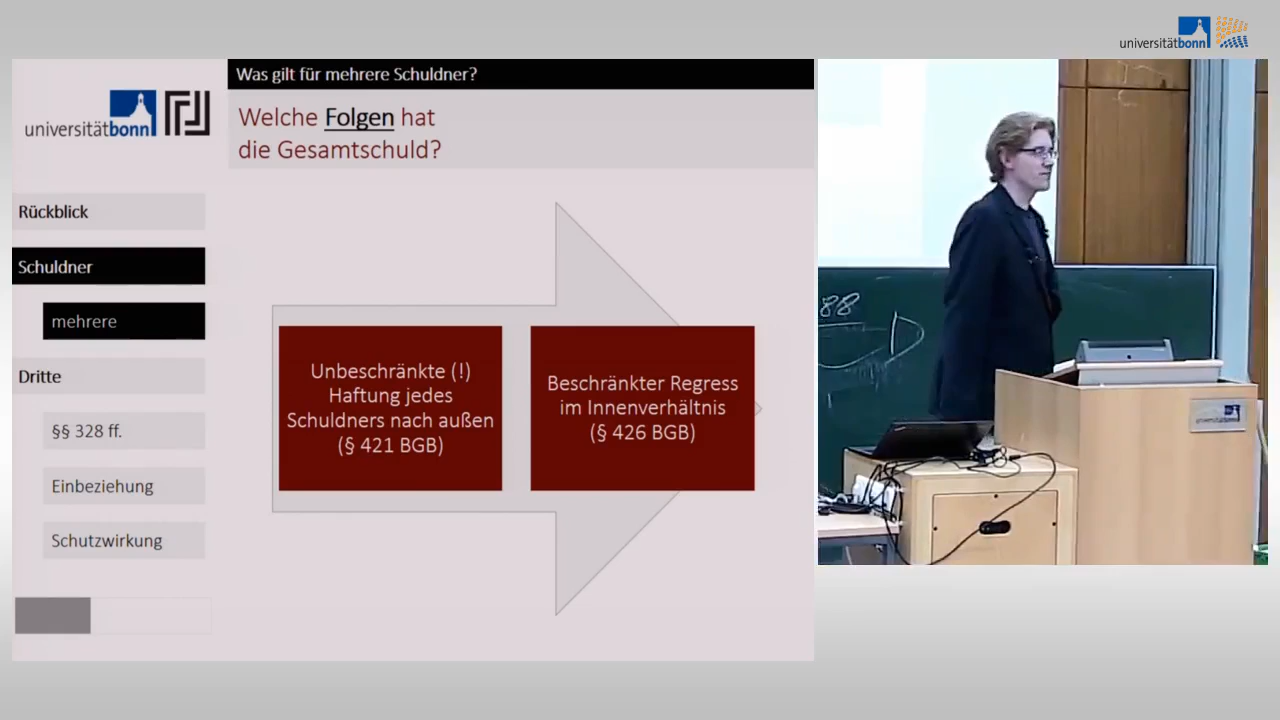 universitätbonn
Was gilt für mehrere Schuldner?
universitätbonn
Welche Folgen hat
die Gesamtschuld?
Rückblick
Schuldner
mehrere
Dritte
§§ 328 ff.
Einbeziehung
Schutzwirkung
Unbeschränkte (!)
Haftung jedes
Schuldners nach außen
(§ 421 BGB)
Beschränkter Regress
im Innenverhältnis
(§ 426 BGB)
88
universitätbonn